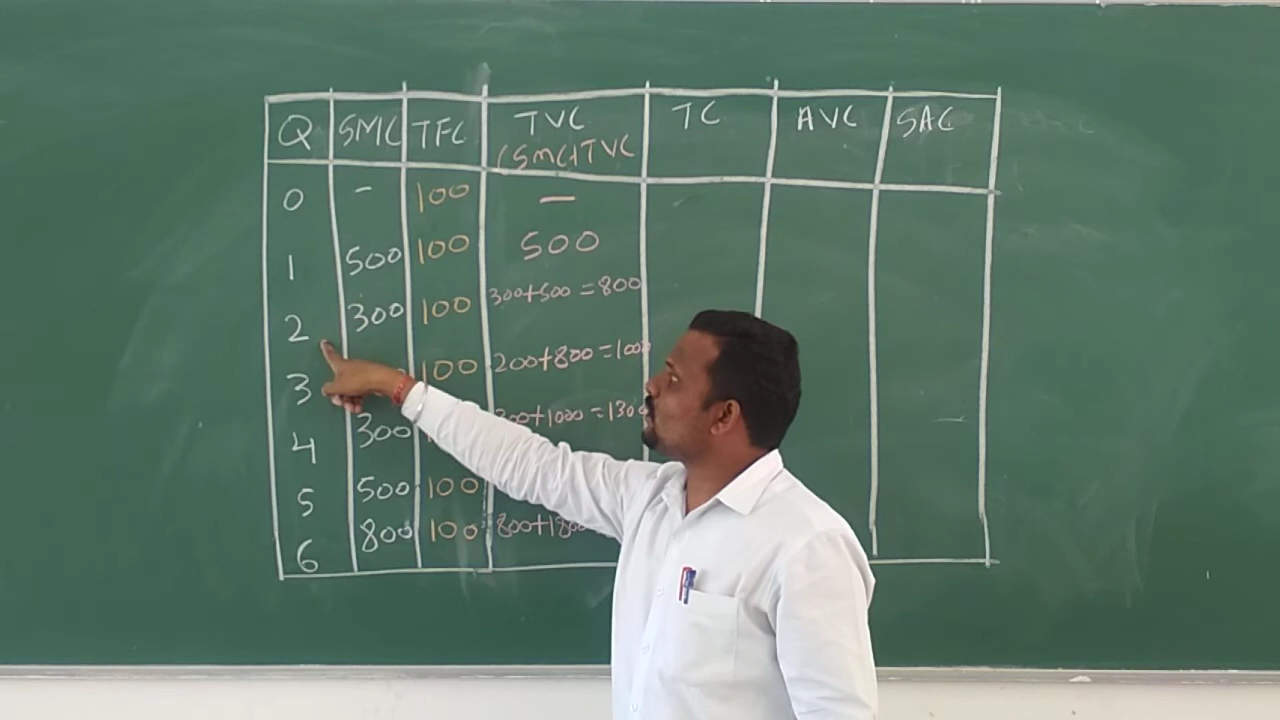 Q SMC TFC TVC TC AVC SAC
(SMC+TVC
0 - 100 -
1 500 100 500
2 300 100 300+500=800
3 100 200+800=1000
4 300 300+1000=1300
5 500 100
6 800 100 800+1800